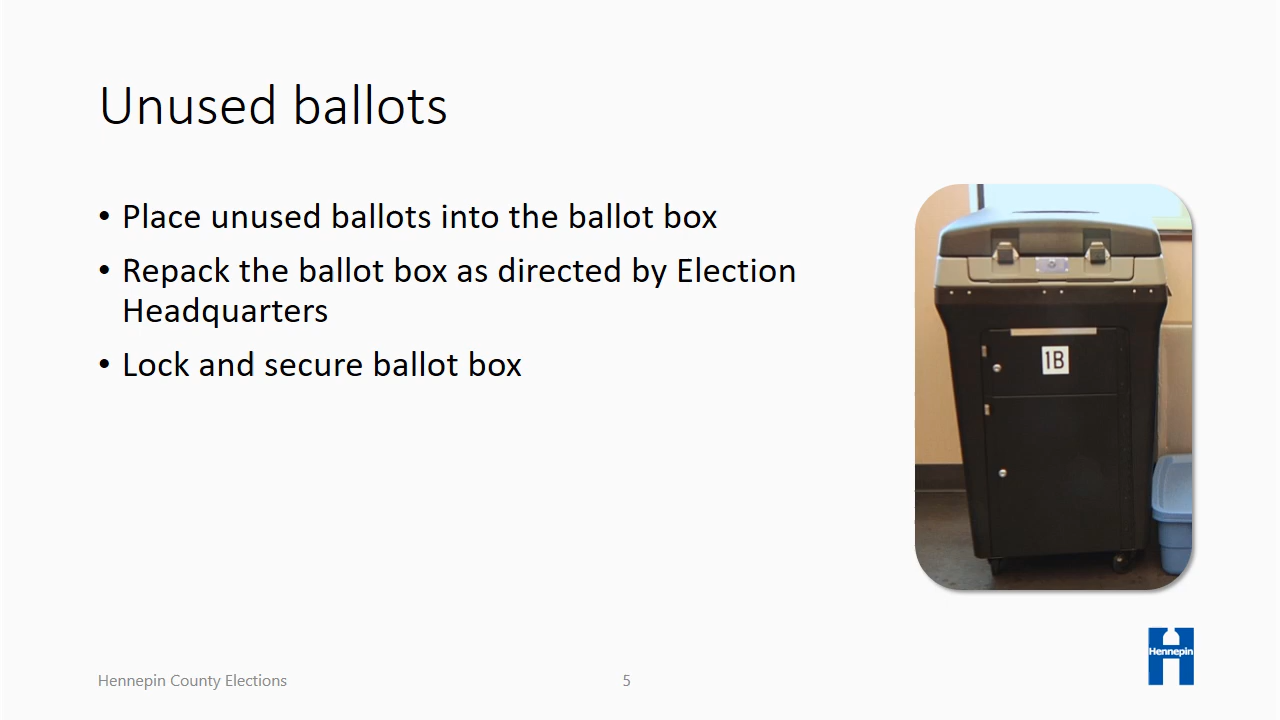 Unused ballots
• Place unused ballots into the ballot box
• Repack the ballot box as directed by Election
Headquarters
• Lock and secure ballot box
1B
Hennepin
Hennepin County Elections
5